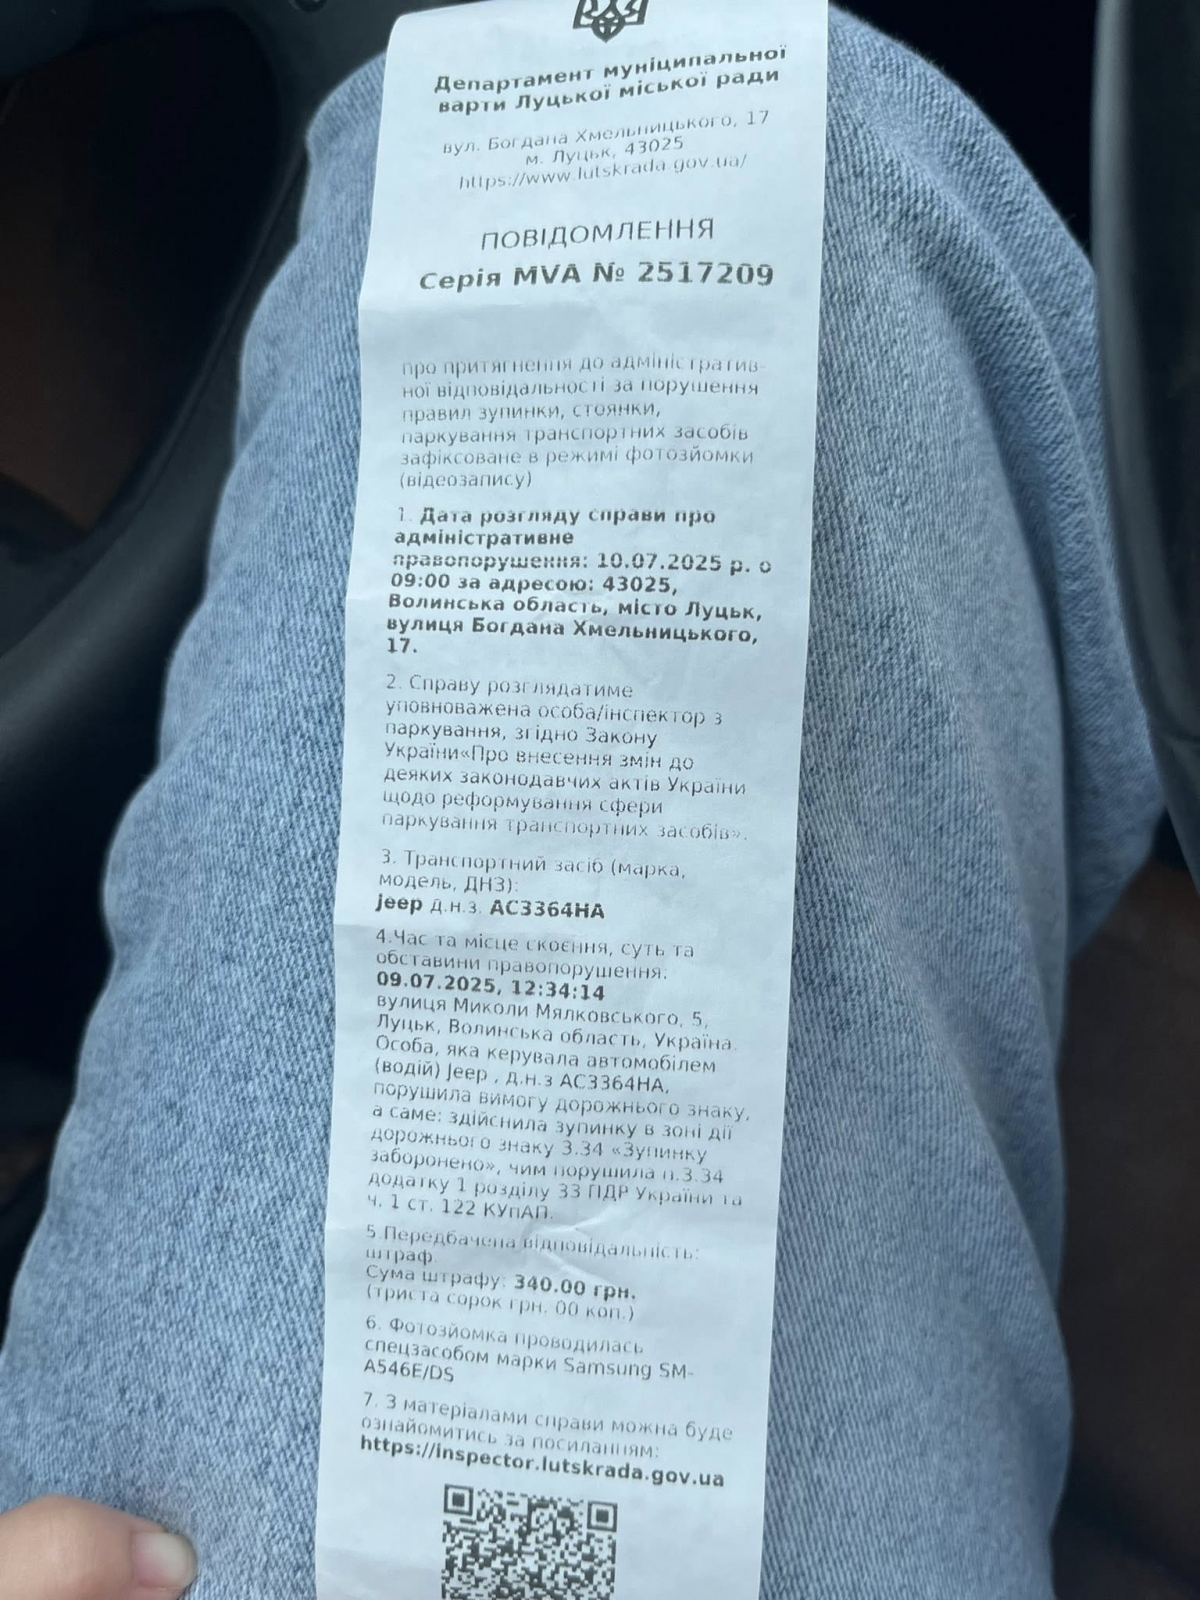 Департамент муніципальної
варти Луцької міської ради
вул. Богдана Хмельницького, 17
м. Луцьк, 43025
https://www.lutskrada.gov.ua/
ПОВІДОМЛЕННЯ
Серія MVA № 2517209
про притягнення до адміністратив-
ної відповідальності за порушення
правил зупинки, стоянки,
паркування транспортних засобів
зафіксоване в режимі фотозйомки
(відеозапису)
1. Дата розгляду справи про
адміністративне
правопорушення: 10.07.2025 р. о
09:00 за адресою: 43025,
Волинська область, місто Луцьк,
вулиця Богдана Хмельницького,
17.
2. Справу розглядатиме
уповноважена особа/інспектор з
паркування, згідно Закону
України«Про внесення змін до
деяких законодавчих актів України
щодо реформування сфери
паркування транспортних засобів».
3. Транспортний засіб (марка,
модель, ДНЗ):
Jeep д.н.з. AC3364HA
4.Час та місце скоєння, суть та
обставини правопорушення:
09.07.2025, 12:34:14
вулиця Миколи Мялковського, 5,
Луцьк, Волинська область, Україна.
Особа, яка керувала автомобілем
(водій) Jeep , д.н.з AC3364HA,
порушила вимогу дорожнього знаку,
а саме: здійснила зупинку в зоні дії
дорожнього знаку 3.34 «Зупинку
заборонено», чим порушила п.3.34
додатку 1 розділу 33 ПДР України та
ч. 1 ст. 122 КУпАП.
5.Передбачена відповідальність:
штраф.
Сума штрафу: 340.00 грн.
(триста сорок грн. 00 коп.)
6. Фотозйомка проводилась
спецзасобом марки Samsung SM-
A546E/DS
7. З матеріалами справи можна буде
ознайомитись за посиланням:
https://inspector.lutskrada.gov.ua